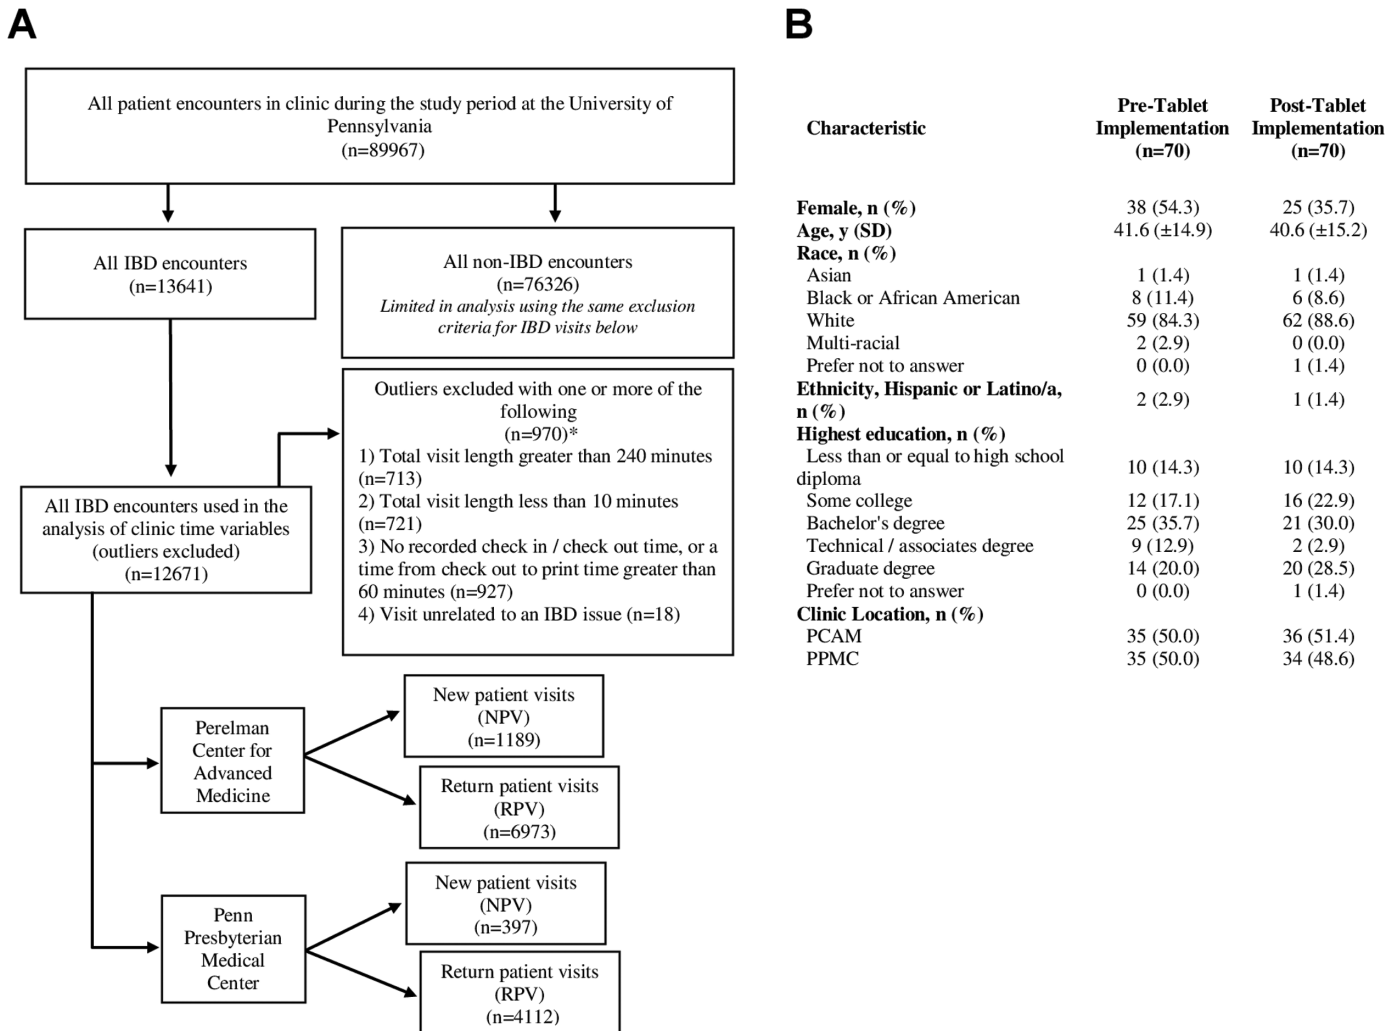 A
All patient encounters in clinic during the study period at the University of
Pennsylvania
(n=89967)
All IBD encounters
(n=13641)
All non-IBD encounters
(n=76326)
Limited in analysis using the same exclusion
criteria for IBD visits below
Outliers excluded with one or more of the
following
(n=970)*
1) Total visit length greater than 240 minutes
(n=713)
2) Total visit length less than 10 minutes
(n=721)
3) No recorded check in / check out time, or a
time from check out to print time greater than
60 minutes (n=927)
4) Visit unrelated to an IBD issue (n=18)
All IBD encounters used in the
analysis of clinic time variables
(outliers excluded)
(n=12671)
Perelman
Center for
Advanced
Medicine
New patient visits
(NPV)
(n=1189)
Return patient visits
(RPV)
(n=6973)
Penn
Presbyterian
Medical
Center
New patient visits
(NPV)
(n=397)
Return patient visits
(RPV)
(n=4112)
B
Characteristic Pre-Tablet Implementation (n=70) Post-Tablet Implementation (n=70)
Female, n (%) 38 (54.3) 25 (35.7)
Age, y (SD) 41.6 (±14.9) 40.6 (±15.2)
Race, n (%)
Asian 1 (1.4) 1 (1.4)
Black or African American 8 (11.4) 6 (8.6)
White 59 (84.3) 62 (88.6)
Multi-racial 2 (2.9) 0 (0.0)
Prefer not to answer 0 (0.0) 1 (1.4)
Ethnicity, Hispanic or Latino/a,
n (%) 2 (2.9) 1 (1.4)
Highest education, n (%)
Less than or equal to high school
diploma 10 (14.3) 10 (14.3)
Some college 12 (17.1) 16 (22.9)
Bachelor's degree 25 (35.7) 21 (30.0)
Technical / associates degree 9 (12.9) 2 (2.9)
Graduate degree 14 (20.0) 20 (28.5)
Prefer not to answer 0 (0.0) 1 (1.4)
Clinic Location, n (%)
PCAM 35 (50.0) 36 (51.4)
PPMC 35 (50.0) 34 (48.6)